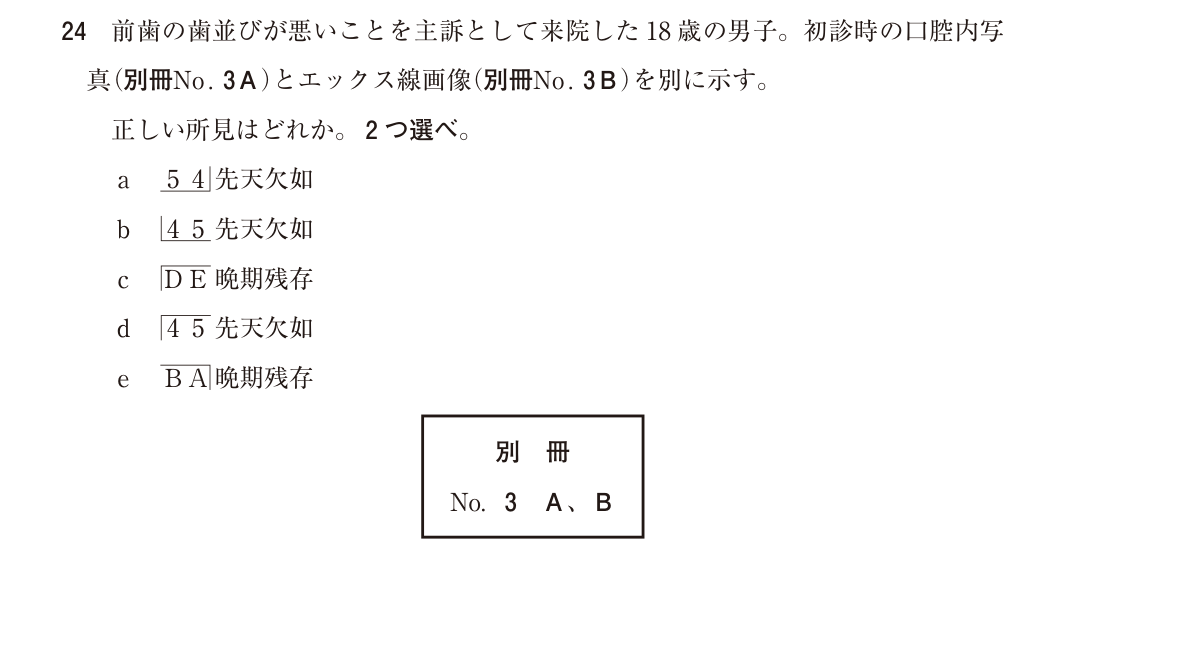 24 前歯の歯並びが悪いことを主訴として来院した 18 歳の男子。初診時の口腔内写
真(別冊No. 3A)とエックス線画像(別冊No. 3B)を別に示す。
正しい所見はどれか。2つ選べ。
a 5 4 先天欠如
b 4 5 先天欠如
c D E 晩期残存
d 4 5 先天欠如
e B A 晩期残存
別 冊
No. 3 A、B